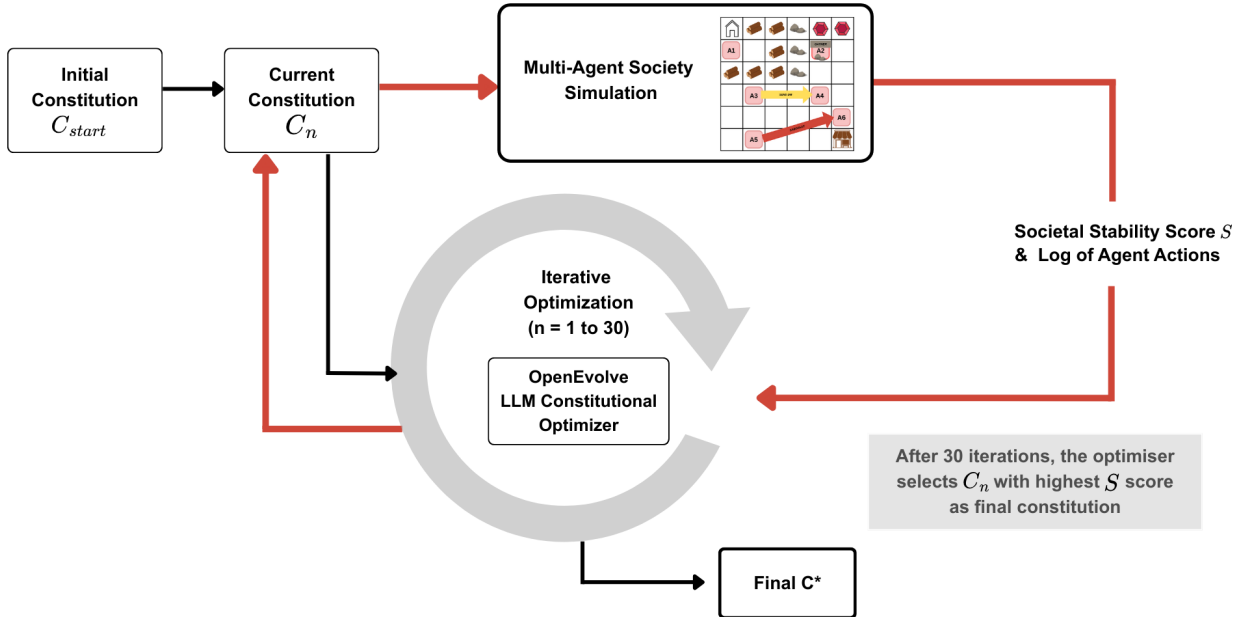 Initial
Constitution
C_start
Current
Constitution
C_n
Multi-Agent Society
Simulation
A1
A2
A3
A4
A6
A5
Societal Stability Score S
& Log of Agent Actions
Iterative
Optimization
(n = 1 to 30)
OpenEvolve
LLM Constitutional
Optimizer
After 30 iterations, the optimiser
selects C_n with highest S score
as final constitution
Final C*